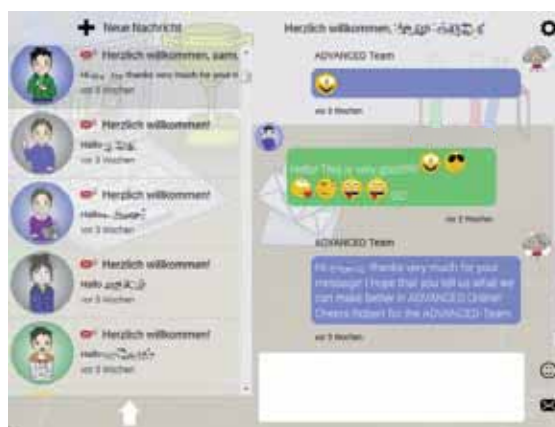 Neue Nachricht
Herzlich willkommen, sam
Hi thanks very much for your
vor 3 Wochen
Herzlich willkommen!
Hallo
vor 3 Wochen
Herzlich willkommen!
Hallo
vor 3 Wochen
Herzlich willkommen!
Hallo
vor 3 Wochen
Herzlich willkommen!
Hallo
vor 3 Wochen
Herzlich willkommen,
ADVANCED Team
vor 3 Wochen
Hello! This is very good!!!!
vor 3 Wochen
ADVANCED Team
Hi thanks very much for your
message! I hope that you tell us what we
can make better in ADVANCED Online!
Cheers Robert for the ADVANCED Team
vor 3 Wochen